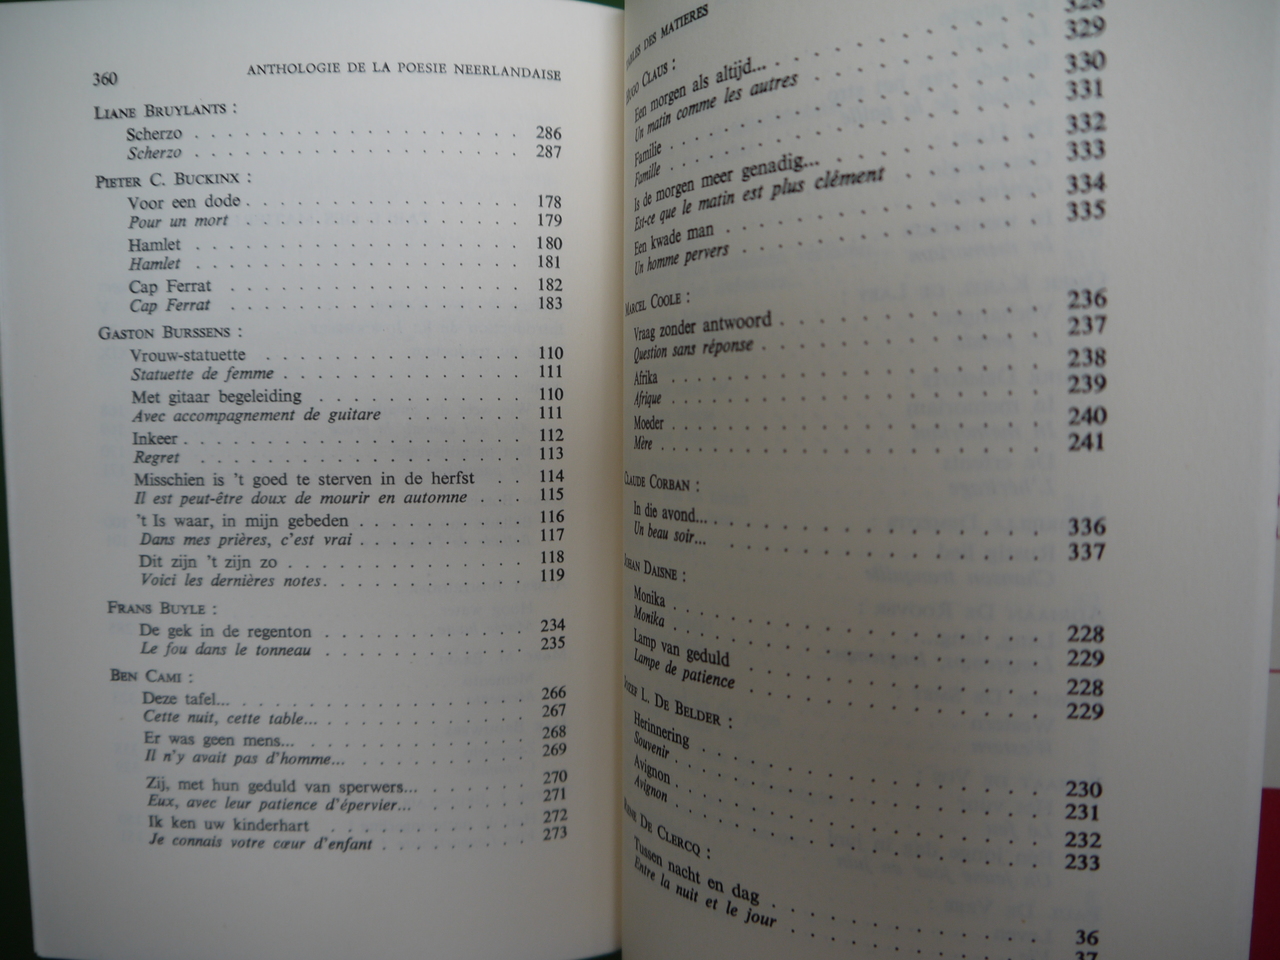 360 ANTHOLOGIE DE LA POESIE NEERLANDAISE
LIANE BRUYLANTS :
Scherzo . . . . . . . . . . . . . . . . . . 286
Scherzo . . . . . . . . . . . . . . . . . . 287
PIETER C. BUCKINX :
Voor een dode . . . . . . . . . . . . . . . 178
Pour un mort . . . . . . . . . . . . . . . 179
Hamlet . . . . . . . . . . . . . . . . . . 180
Hamlet . . . . . . . . . . . . . . . . . . 181
Cap Ferrat . . . . . . . . . . . . . . . . 182
Cap Ferrat . . . . . . . . . . . . . . . . 183
GASTON BURSSENS :
Vrouw-statuette . . . . . . . . . . . . . . 110
Statuette de femme . . . . . . . . . . . . . 111
Met gitaar begeleiding . . . . . . . . . . . 110
Avec accompagnement de guitare . . . . . . 111
Inkeer . . . . . . . . . . . . . . . . . . 112
Regret . . . . . . . . . . . . . . . . . . 113
Misschien is 't goed te sterven in de herfst . . 114
Il est peut-être doux de mourir en automne . . . 115
't Is waar, in mijn gebeden . . . . . . . . . 116
Dans mes prières, c'est vrai . . . . . . . . . 117
Dit zijn 't zijn zo . . . . . . . . . . . . . 118
Voici les dernières notes . . . . . . . . . . . 119
FRANS BUYLE :
De gek in de regenton . . . . . . . . . . . 234
Le fou dans le tonneau . . . . . . . . . . . 235
BEN CAMI :
Deze tafel... . . . . . . . . . . . . . . . . 266
Cette nuit, cette table... . . . . . . . . . . . 267
Er was geen mens... . . . . . . . . . . . . 268
Il n'y avait pas d'homme... . . . . . . . . . 269
Zij, met hun geduld van sperwers... . . . . . . 270
Eux, avec leur patience d'épervier... . . . . . . 271
Ik ken uw kinderhart . . . . . . . . . . . . 272
Je connais votre cœur d'enfant . . . . . . . . 273
TABLES DES MATIERES
HUGO CLAUS :
Een morgen als altijd... . . . . . . . . . . . 328
Un matin comme les autres . . . . . . . . . 329
Familie . . . . . . . . . . . . . . . . . . 330
Famille . . . . . . . . . . . . . . . . . . 331
Is de morgen meer genadig... . . . . . . . . . 332
Est-ce que le matin est plus clément . . . . . . 333
Een kwade man . . . . . . . . . . . . . . . 334
Un homme pervers . . . . . . . . . . . . . . 335
MARCEL COOLE :
Vraag zonder antwoord . . . . . . . . . . . 236
Question sans réponse . . . . . . . . . . . . 237
Afrika . . . . . . . . . . . . . . . . . . 238
Afrique . . . . . . . . . . . . . . . . . . 239
Moeder . . . . . . . . . . . . . . . . . . 240
Mère . . . . . . . . . . . . . . . . . . . 241
CLAUDE CORBAN :
In die avond... . . . . . . . . . . . . . . . 336
Un beau soir... . . . . . . . . . . . . . . . 337
JOHAN DAISNE :
Monika . . . . . . . . . . . . . . . . . . 228
Monika . . . . . . . . . . . . . . . . . . 229
Lamp van geduld . . . . . . . . . . . . . . 228
Lampe de patience . . . . . . . . . . . . . 229
L. DE BELDER :
Herinnering . . . . . . . . . . . . . . . . 230
Souvenir . . . . . . . . . . . . . . . . . 231
Avignon . . . . . . . . . . . . . . . . . . 232
Avignon . . . . . . . . . . . . . . . . . . 233
DE CLERCQ :
Tussen nacht en dag . . . . . . . . . . . . 36
Entre la nuit et le jour . . . . . . . . . . . 37